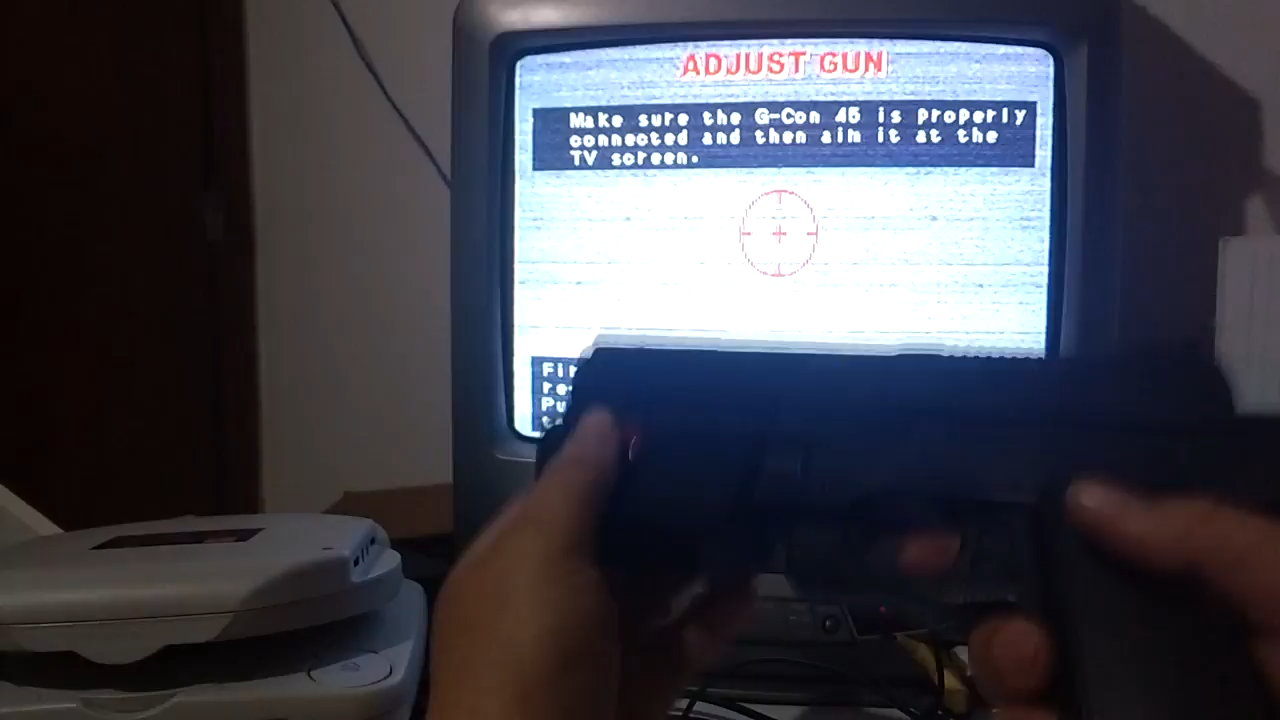 ADJUST GUN
Make sure the G-Con 45 is properly
connected and then aim it at the
TV screen.